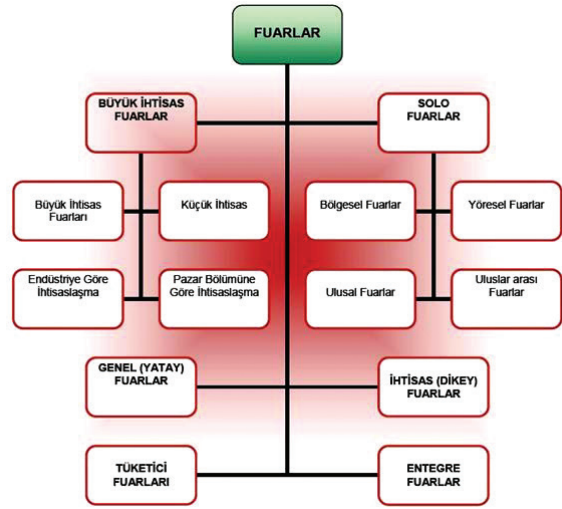 FUARLAR
BÜYÜK İHTİSAS
FUARLAR
SOLO
FUARLAR
Büyük İhtisas
Fuarları
Küçük İhtisas
Bölgesel Fuarlar
Yöresel Fuarlar
Endüstriye Göre
İhtisaslaşma
Pazar Bölümüne
Göre İhtisaslaşma
Ulusal Fuarlar
Uluslar arası
Fuarlar
GENEL (YATAY)
FUARLAR
İHTİSAS (DİKEY)
FUARLAR
TÜKETİCİ
FUARLARI
ENTEGRE
FUARLAR